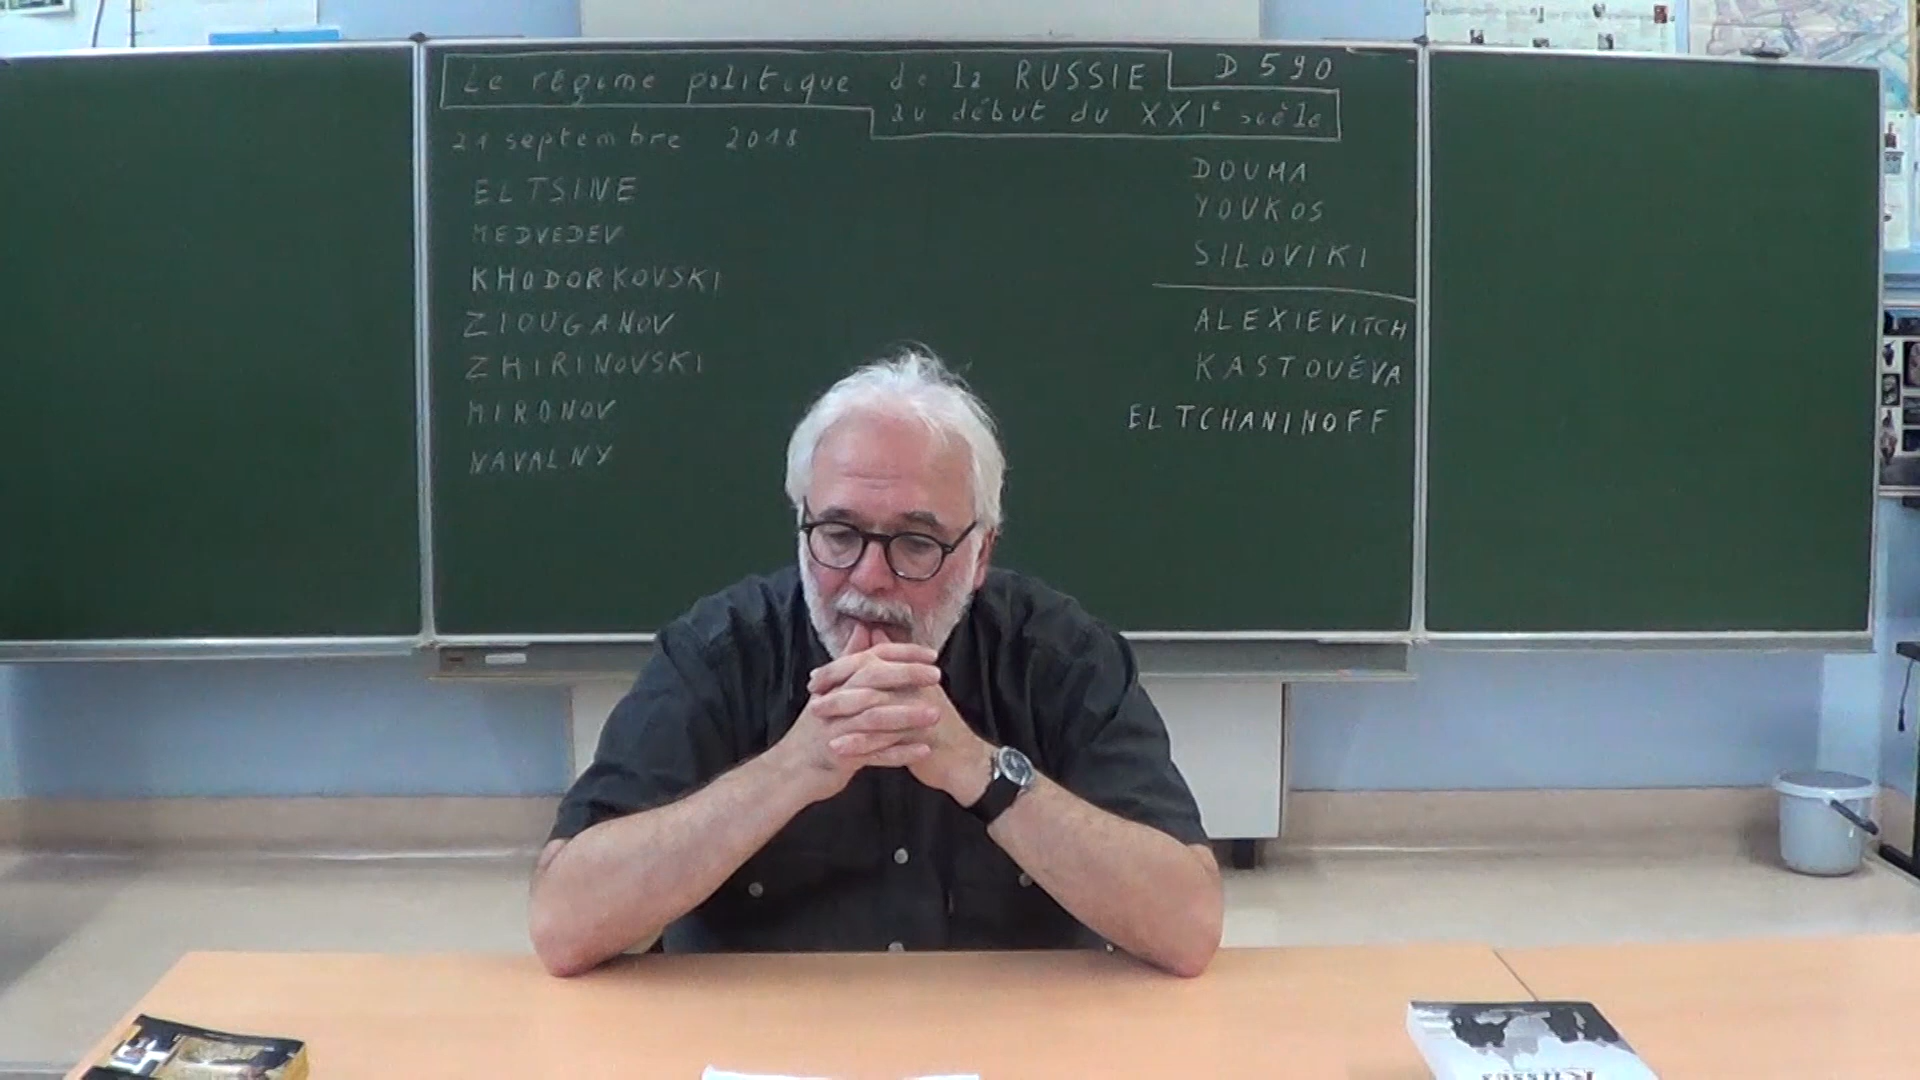 Le régime politique de la RUSSIE D 590
au début du XXIe siècle
21 septembre 2018
ELTSINE
MEDVEDEV
KHODORKOVSKI
ZIOUGANOV
ZHIRINOVSKI
MIRONOV
NAVALNY
DOUMA
YOUKOS
SILOVIKI
ALEXIEVITCH
KASTOUÉVA
ELTCHANINOFF